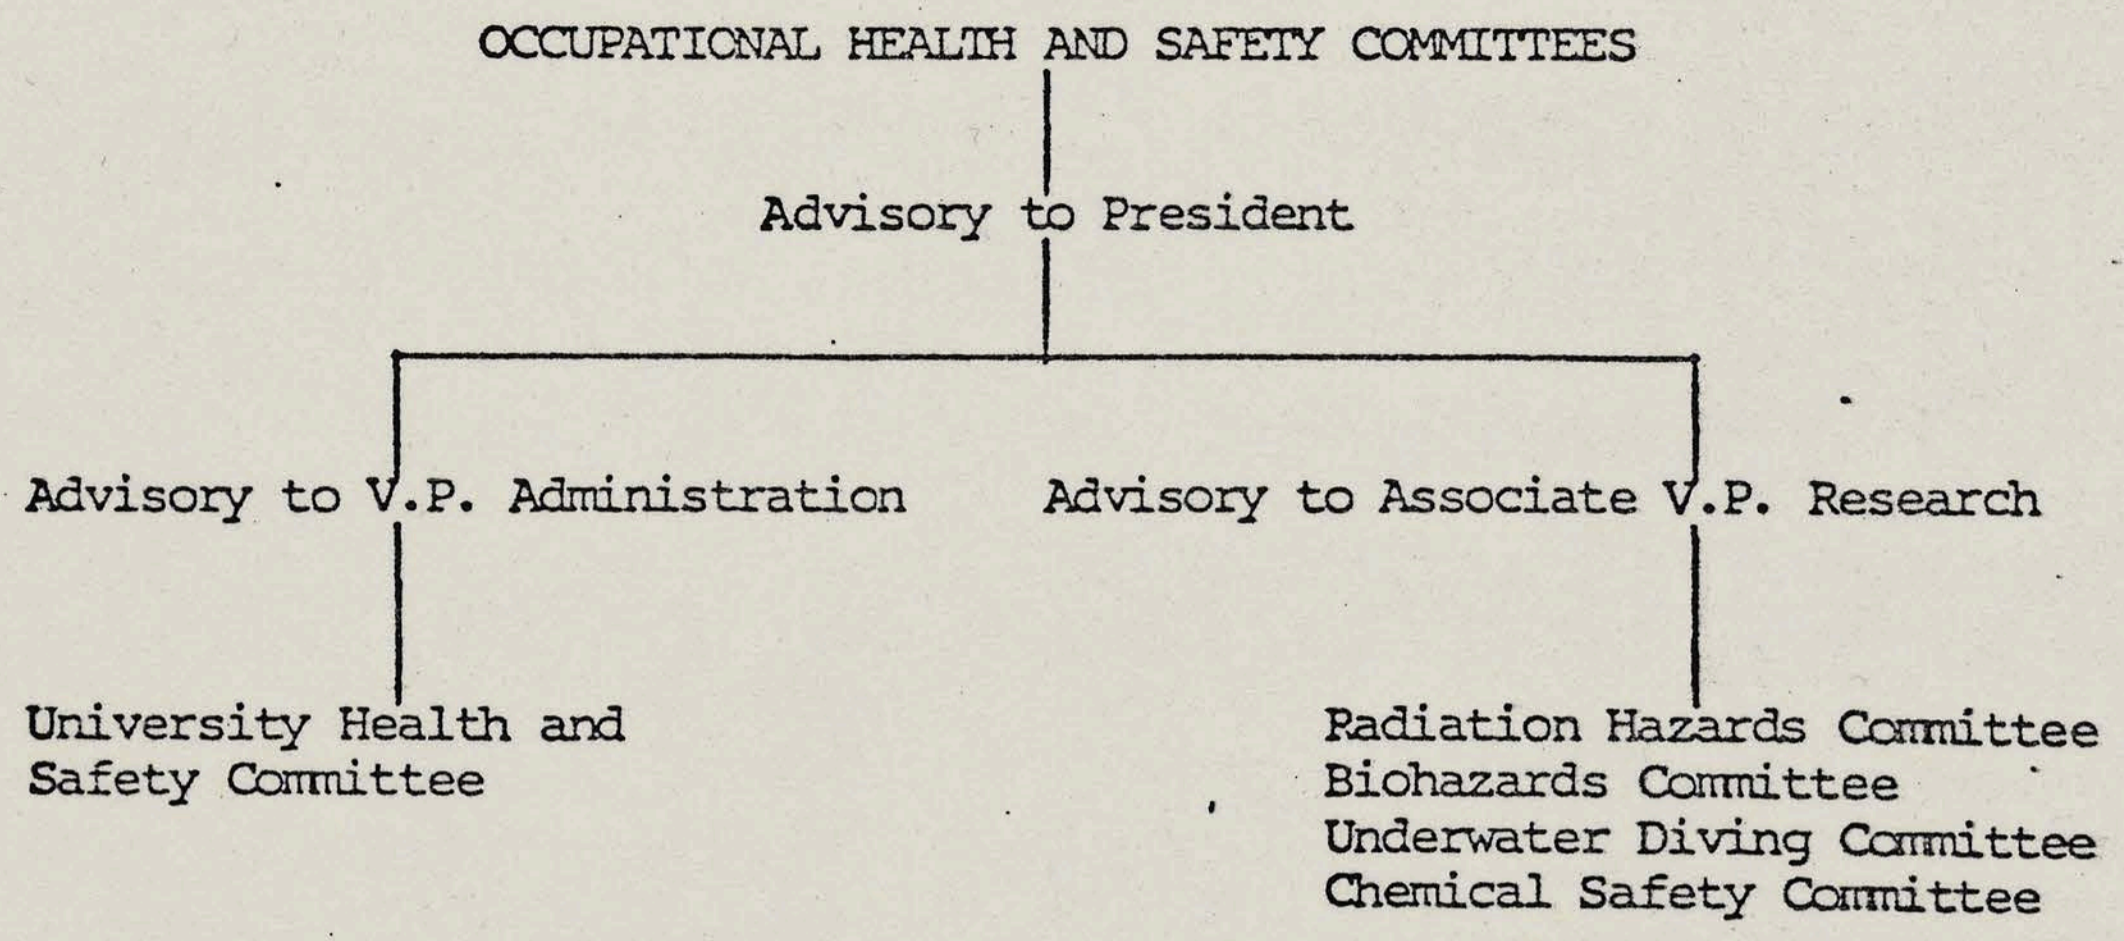 OCCUPATIONAL HEALTH AND SAFETY COMMITTEES
Advisory to President
Advisory to V.P. Administration
Advisory to Associate V.P. Research
University Health and
Safety Committee
Radiation Hazards Committee
Biohazards Committee
Underwater Diving Committee
Chemical Safety Committee